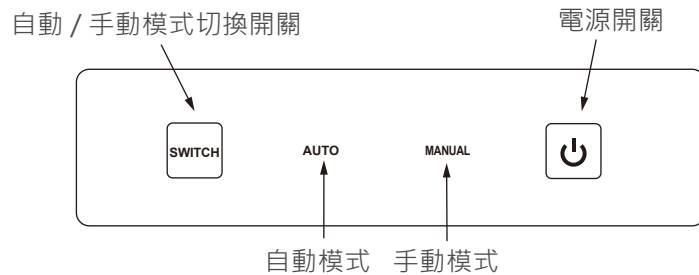 自動 / 手動模式切換開關
電源開關
SWITCH
AUTO
MANUAL
自動模式
手動模式